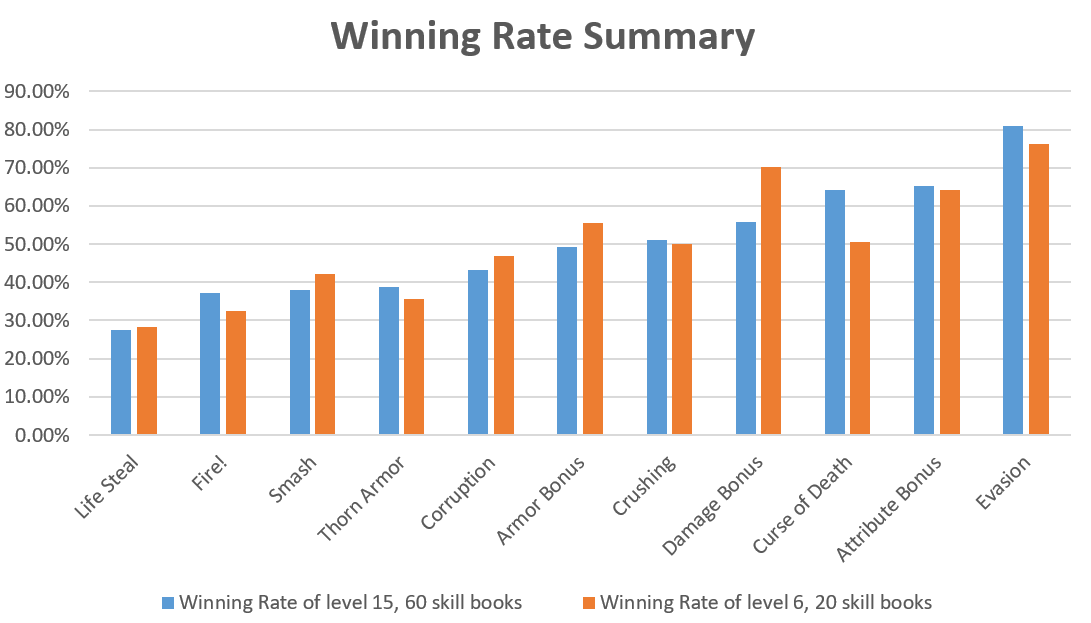 Winning Rate Summary
90.00%
80.00%
70.00%
60.00%
50.00%
40.00%
30.00%
20.00%
10.00%
0.00%
Life Steal
Fire!
Smash
Thorn Armor
Corruption
Armor Bonus
Crushing
Damage Bonus
Curse of Death
Attribute Bonus
Evasion
Winning Rate of level 15, 60 skill books
Winning Rate of level 6, 20 skill books